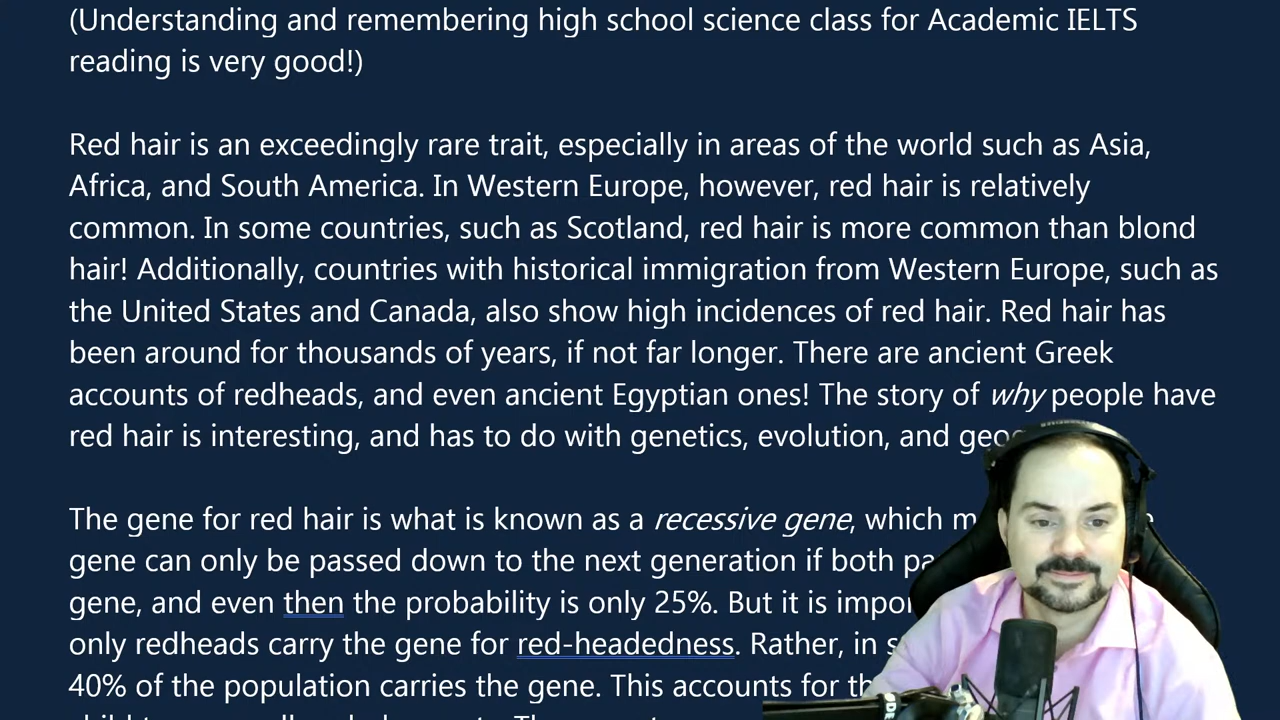 (Understanding and remembering high school science class for Academic IELTS
reading is very good!)
Red hair is an exceedingly rare trait, especially in areas of the world such as Asia,
Africa, and South America. In Western Europe, however, red hair is relatively
common. In some countries, such as Scotland, red hair is more common than blond
hair! Additionally, countries with historical immigration from Western Europe, such as
the United States and Canada, also show high incidences of red hair. Red hair has
been around for thousands of years, if not far longer. There are ancient Greek
accounts of redheads, and even ancient Egyptian ones! The story of why people have
red hair is interesting, and has to do with genetics, evolution, and
The gene for red hair is what is known as a recessive gene, which
gene can only be passed down to the next generation if both
gene, and even then the probability is only 25%. But it is
only redheads carry the gene for red-headedness. Rather, in
40% of the population carries the gene. This accounts for